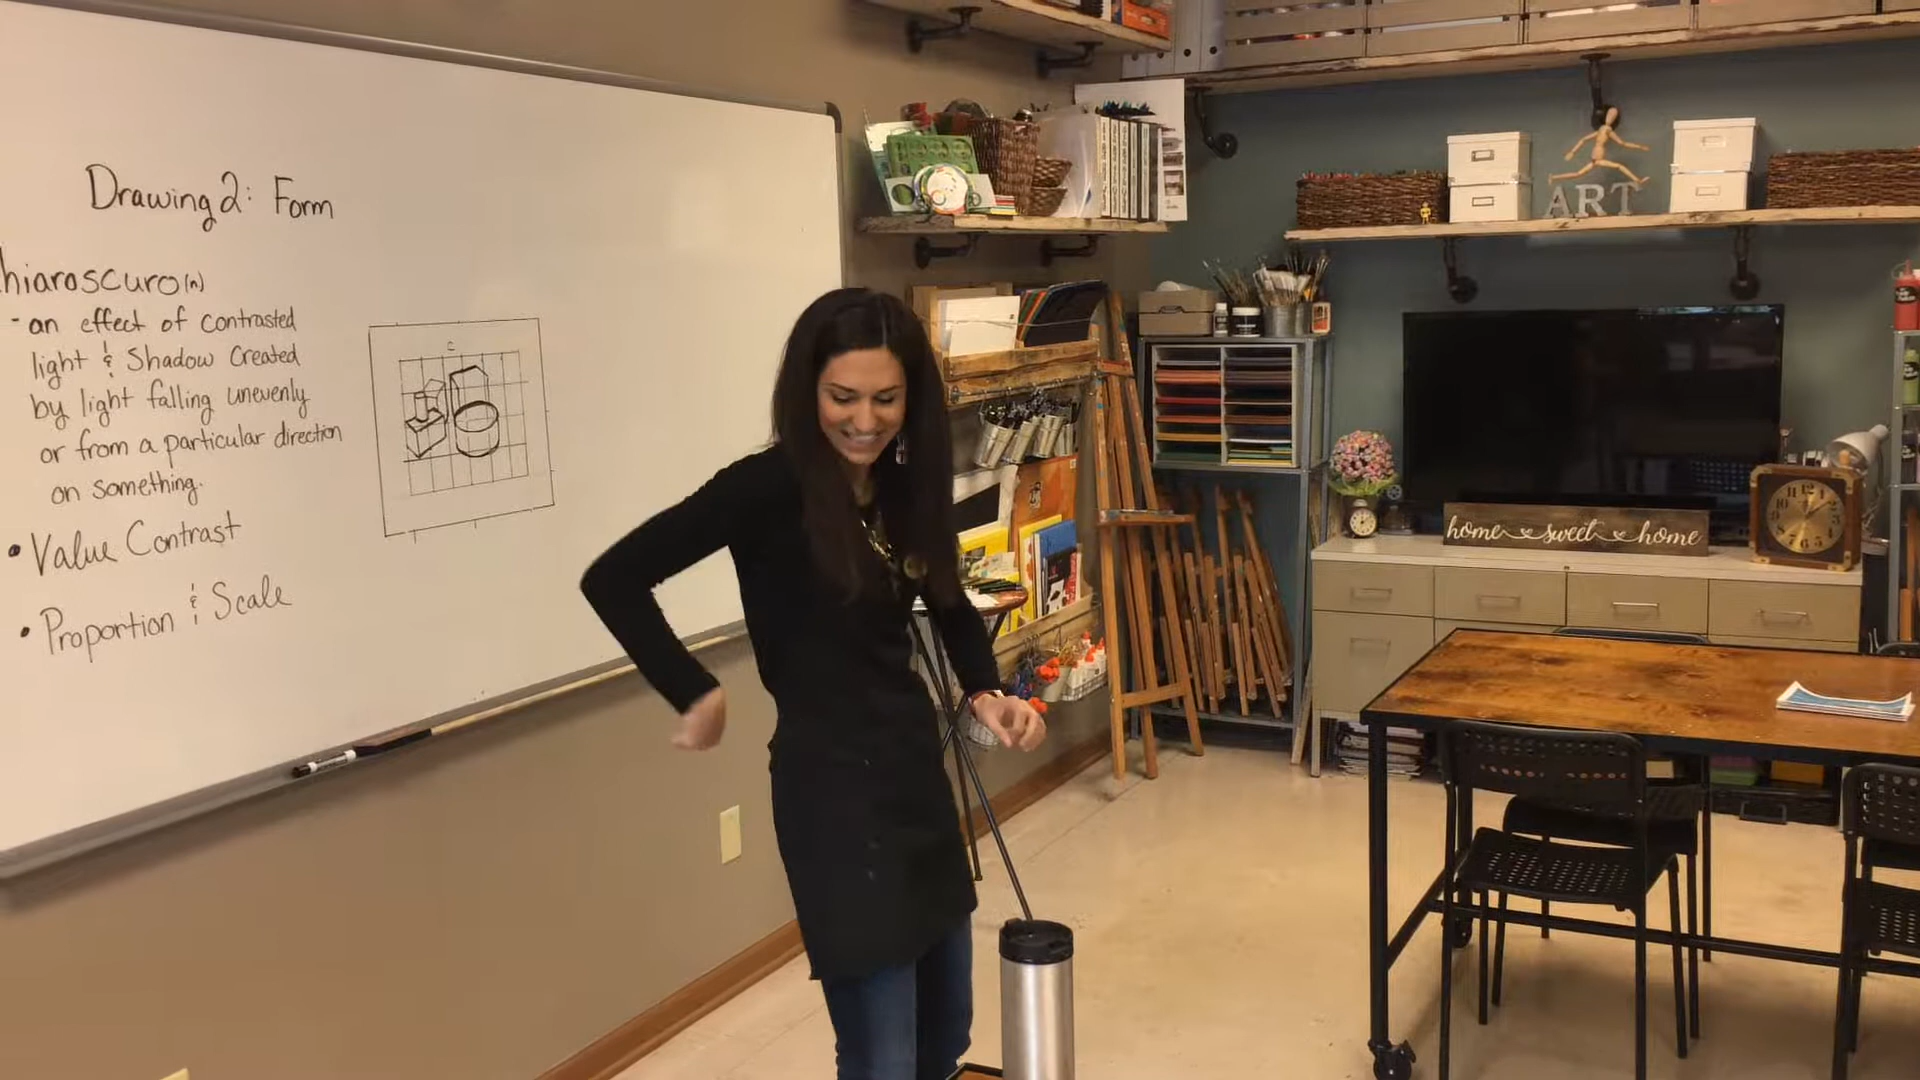 Drawing 2: Form
hiaroscuro (n)
- an effect of contrasted
light & Shadow Created
by light falling unevenly
or from a particular direction
on something.
• Value Contrast
• Proportion & Scale
C
ART
home sweet home